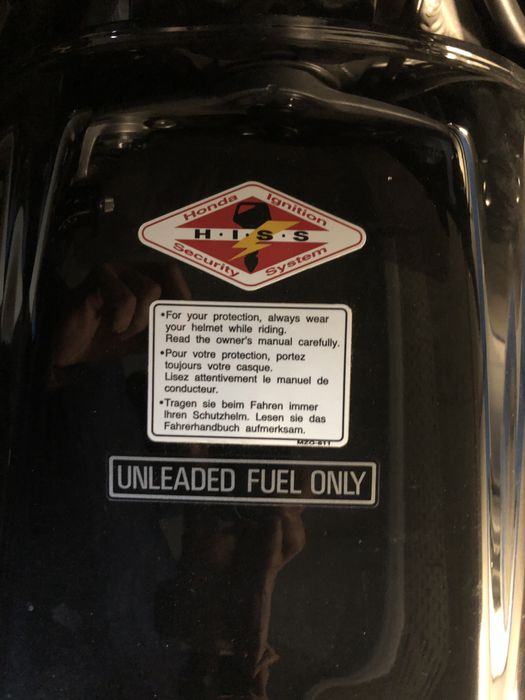 Honda Ignition
H·I·S·S
Security System
•For your protection, always wear
your helmet while riding.
Read the owner's manual carefully.
•Pour votre protection, portez
toujours votre casque.
Lisez attentivement le manuel de
conducteur.
•Tragen sie beim Fahren immer
Ihren Schutzhelm. Lesen sie das
Fahrerhandbuch aufmerksam.
MZ0-611
UNLEADED FUEL ONLY